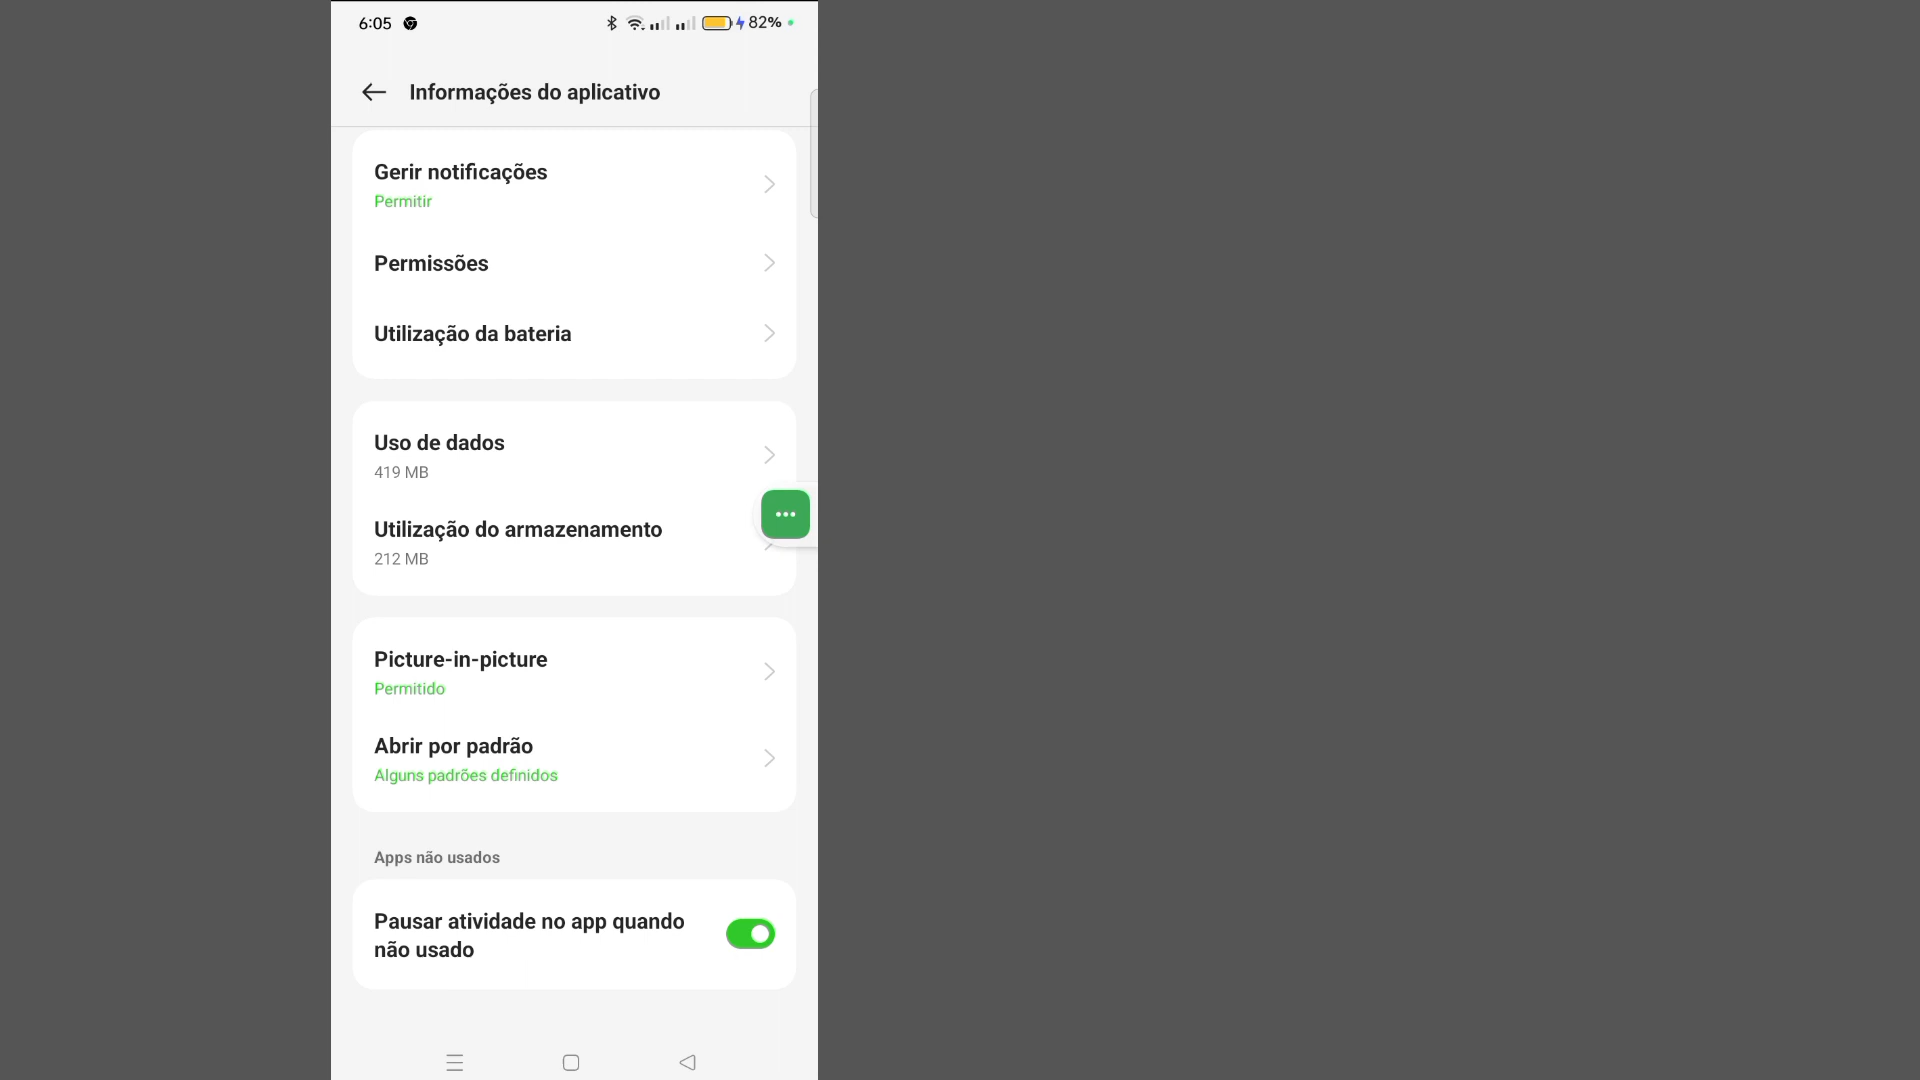 6:05
82%
Informações do aplicativo
Gerir notificações
Permitir
Permissões
Utilização da bateria
Uso de dados
419 MB
Utilização do armazenamento
212 MB
Picture-in-picture
Permitido
Abrir por padrão
Alguns padrões definidos
Apps não usados
Pausar atividade no app quando
não usado